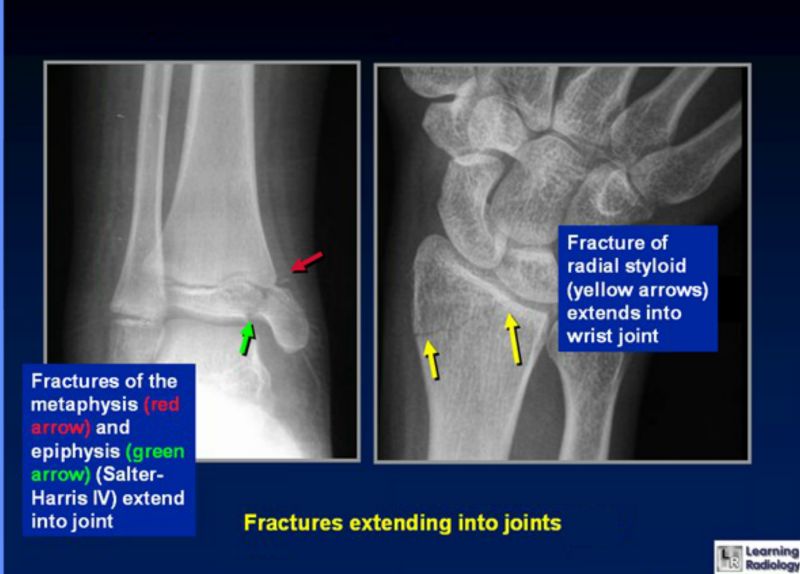 Fracture of
radial styloid
(yellow arrows)
extends into
wrist joint
Fractures of the
metaphysis (red
arrow) and
epiphysis (green
arrow) (Salter-
Harris IV) extend
into joint
Fractures extending into joints
LR
Learning
Radiology